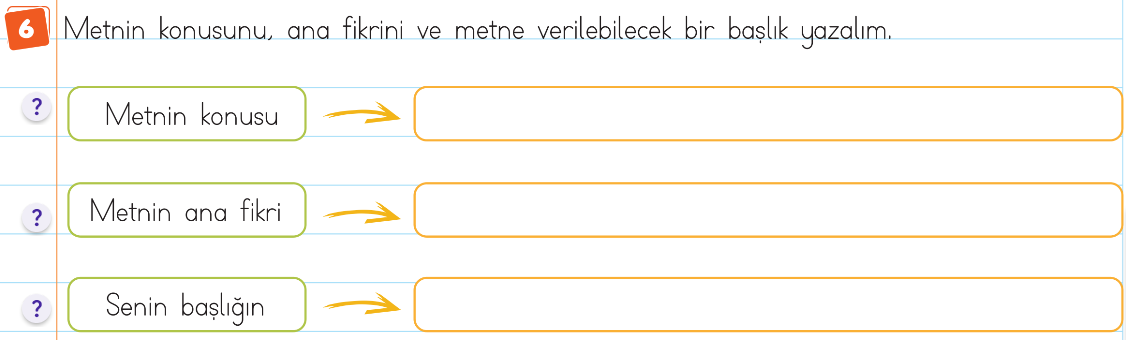 6 Metnin konusunu, ana fikrini ve metne verilebilecek bir başlık yazalım.
? Metnin konusu
? Metnin ana fikri
? Senin başlığın